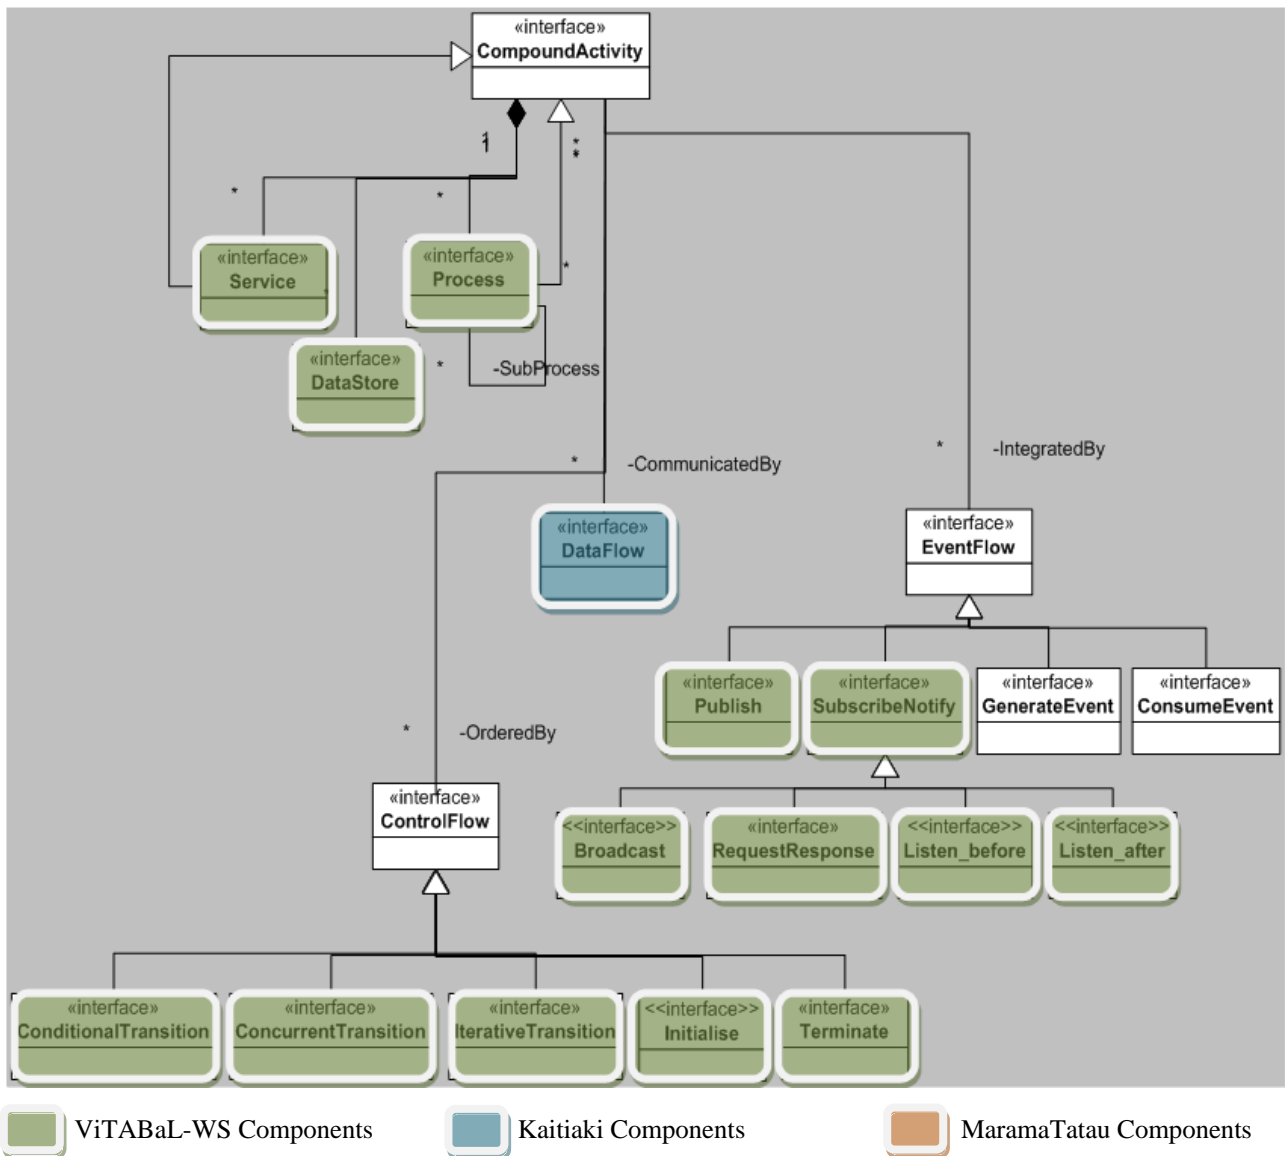 «interface»
CompoundActivity
1
1
*
*
*
*
*
«interface»
Service
«interface»
Process
*
«interface»
DataStore
*
-SubProcess
*
-CommunicatedBy
*
-IntegratedBy
«interface»
DataFlow
«interface»
EventFlow
«interface»
Publish
«interface»
SubscribeNotify
«interface»
GenerateEvent
«interface»
ConsumeEvent
*
-OrderedBy
«interface»
ControlFlow
<<interface>>
Broadcast
«interface»
RequestResponse
<<interface>>
Listen_before
<<interface>>
Listen_after
«interface»
ConditionalTransition
«interface»
ConcurrentTransition
«interface»
IterativeTransition
<<interface>>
Initialise
«interface»
Terminate
ViTABaL-WS Components
Kaitiaki Components
MaramaTatau Components